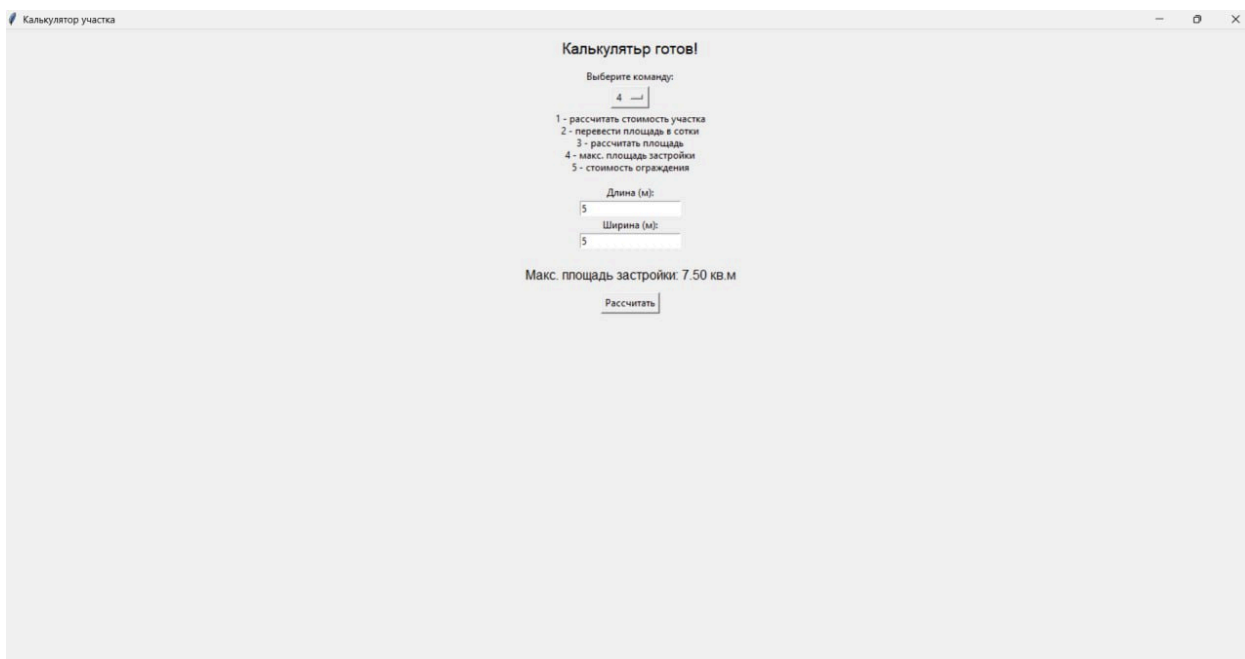 Калькулятор участка
Калькулятьр готов!
Выберите команду:
4
1 - рассчитать стоимость участка
2 - перевести площадь в сотки
3 - рассчитать площадь
4 - макс. площадь застройки
5 - стоимость ограждения
Длина (м):
5
Ширина (м):
5
Макс. площадь застройки: 7.50 кв.м
Рассчитать